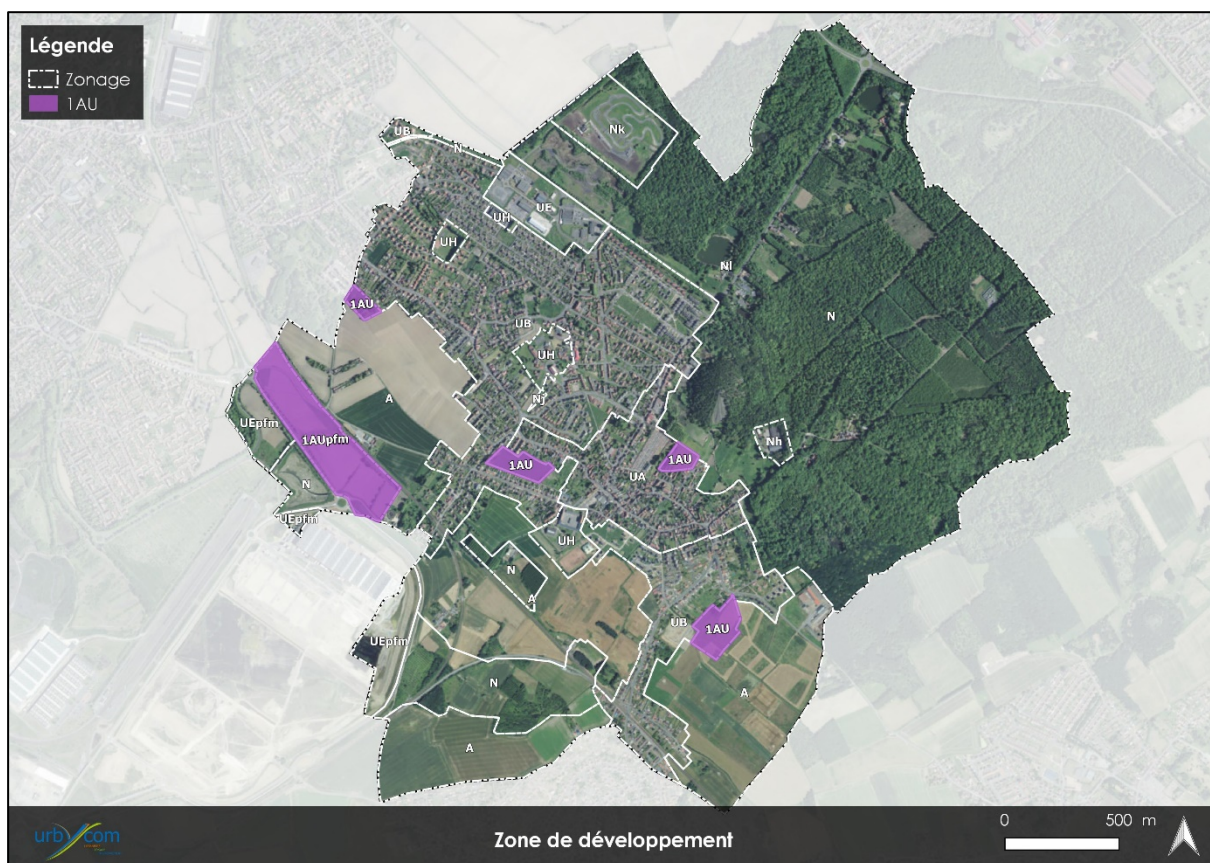 Légende
Zonage
1AU
UB
N
Nk
UE
UH
UH
Nl
1AU
UB
N
UH
A
Nj
UEpfm
1AUpfm
Nh
1AU
1AU
UA
N
UEpfm
UH
N
A
UB
1AU
UEpfm
N
A
A
urbycom
Zone de développement
0 500 m